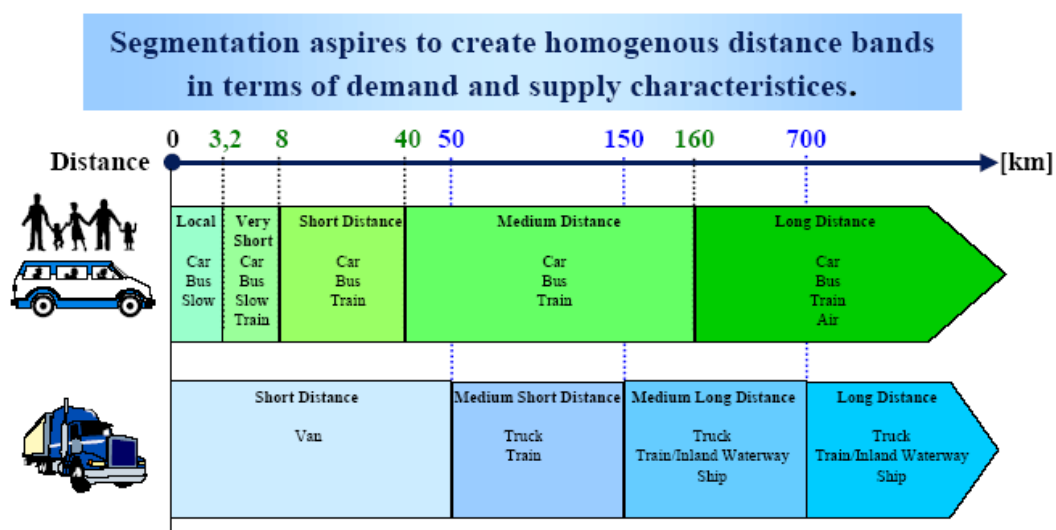 Segmentation aspires to create homogenous distance bands
in terms of demand and supply characteristices.
0 3,2 8 40 50 150 160 700
Distance [km]
Local
Car
Bus
Slow
Very
Short
Car
Bus
Slow
Train
Short Distance
Car
Bus
Train
Medium Distance
Car
Bus
Train
Long Distance
Car
Bus
Train
Air
Short Distance
Van
Medium Short Distance
Truck
Train
Medium Long Distance
Truck
Train/Inland Waterway
Ship
Long Distance
Truck
Train/Inland Waterway
Ship